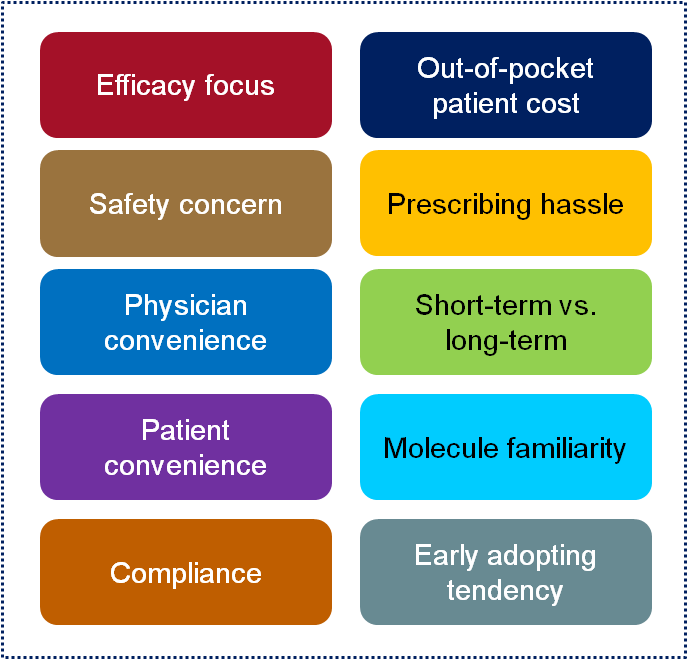 Efficacy focus
Out-of-pocket
patient cost
Safety concern
Prescribing hassle
Physician
convenience
Short-term vs.
long-term
Patient
convenience
Molecule familiarity
Compliance
Early adopting
tendency